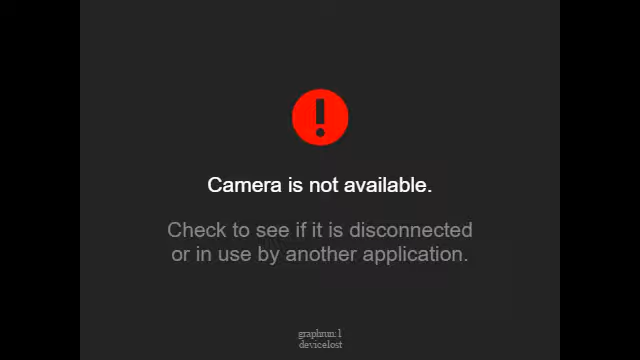 Camera is not available.
Check to see if it is disconnected
or in use by another application.
graphrun:1
devicelost